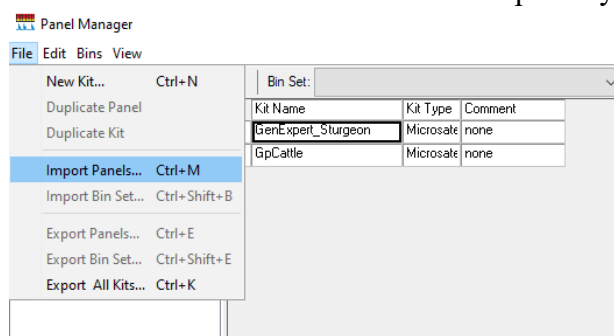 Panel Manager
File Edit Bins View
New Kit... Ctrl+N
Duplicate Panel
Duplicate Kit
Import Panels... Ctrl+M
Import Bin Set... Ctrl+Shift+B
Export Panels... Ctrl+E
Export Bin Set... Ctrl+Shift+E
Export All Kits... Ctrl+K
Bin Set:
Kit Name Kit Type Comment
GenExpert_Sturgeon Microsate none
GpCattle Microsate none